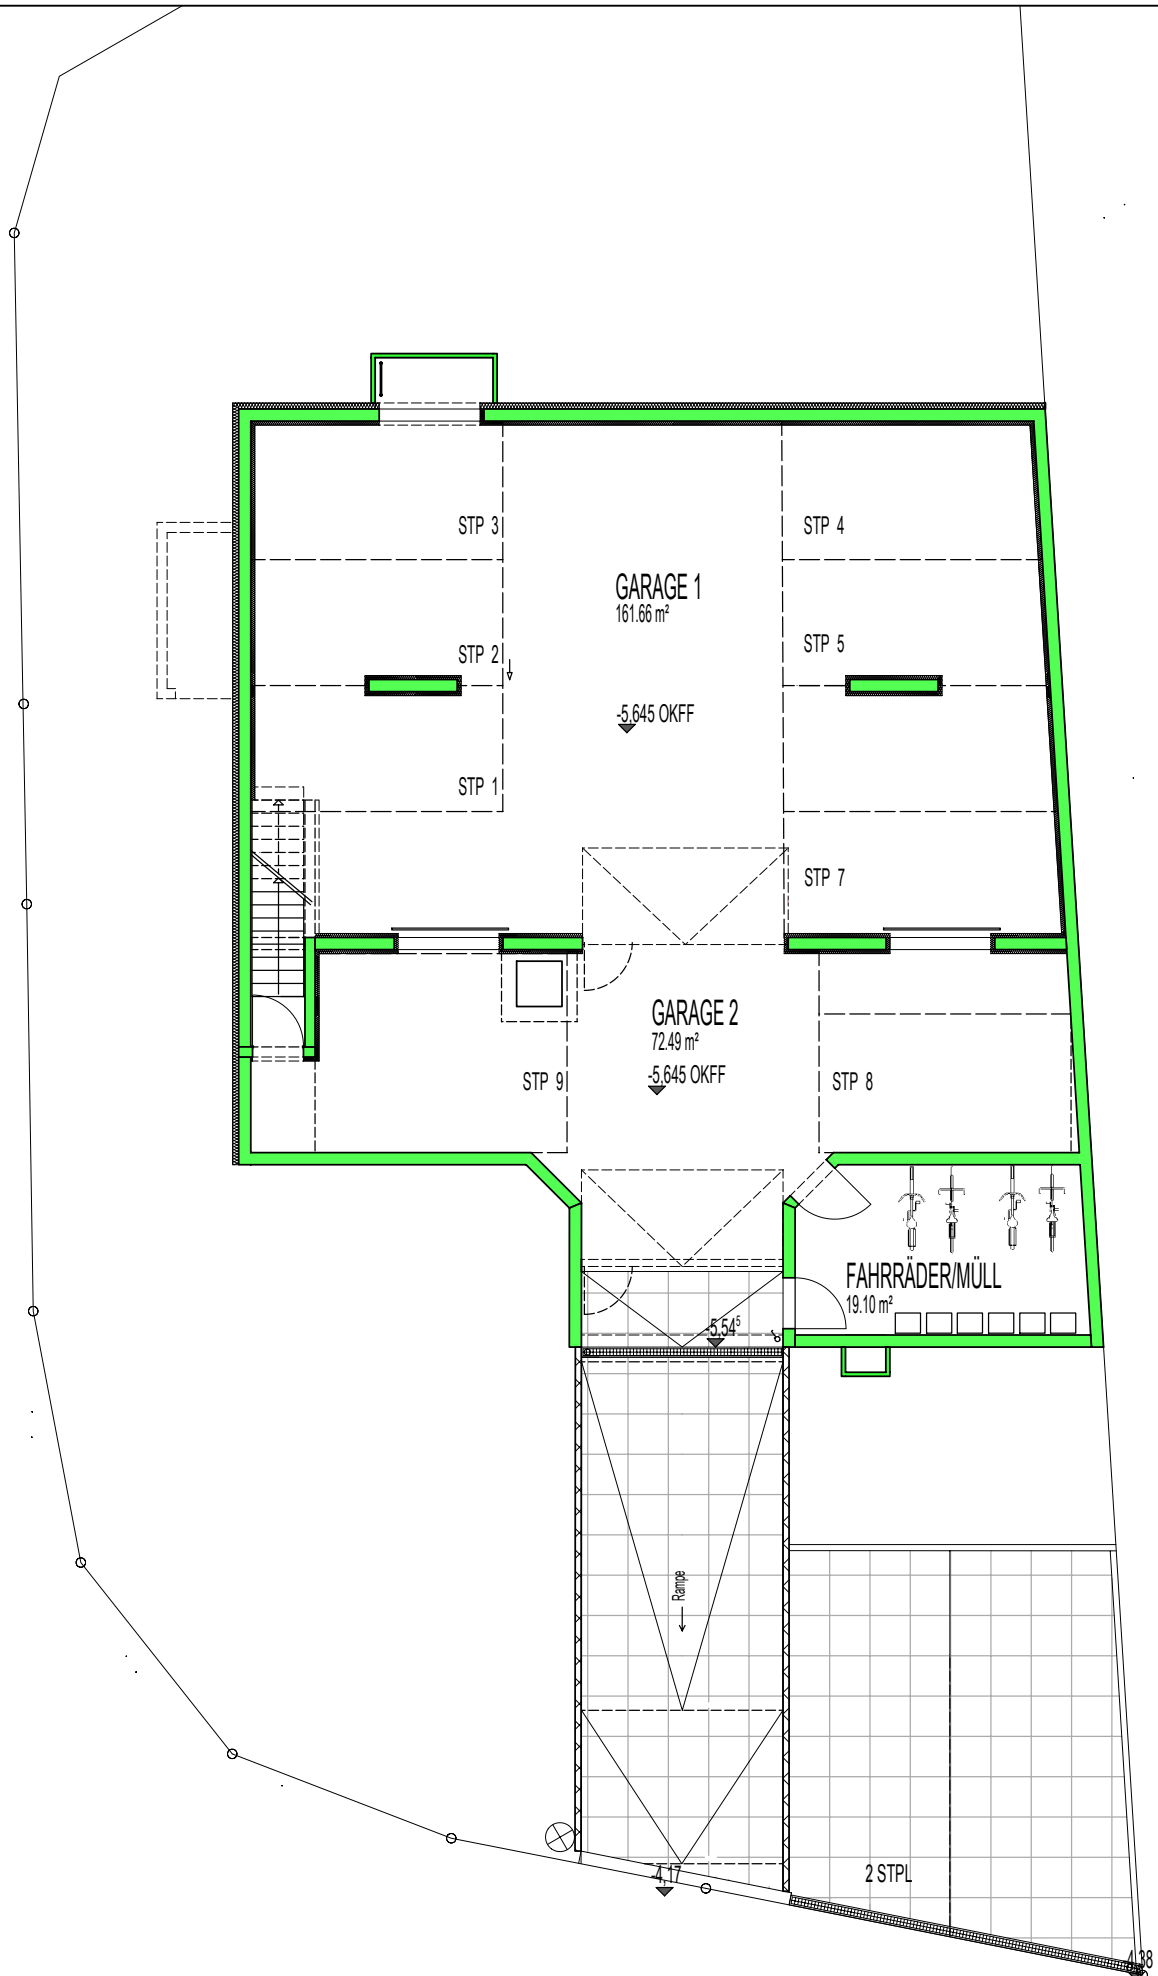 STP 3
STP 4
GARAGE 1
161.66 m²
STP 2
STP 5
-5,645 OKFF
STP 1
STP 7
GARAGE 2
72.49 m²
-5,645 OKFF
STP 9
STP 8
FAHRRÄDER/MÜLL
19.10 m²
-5,54⁵
Rampe
2 STPL
-4,17